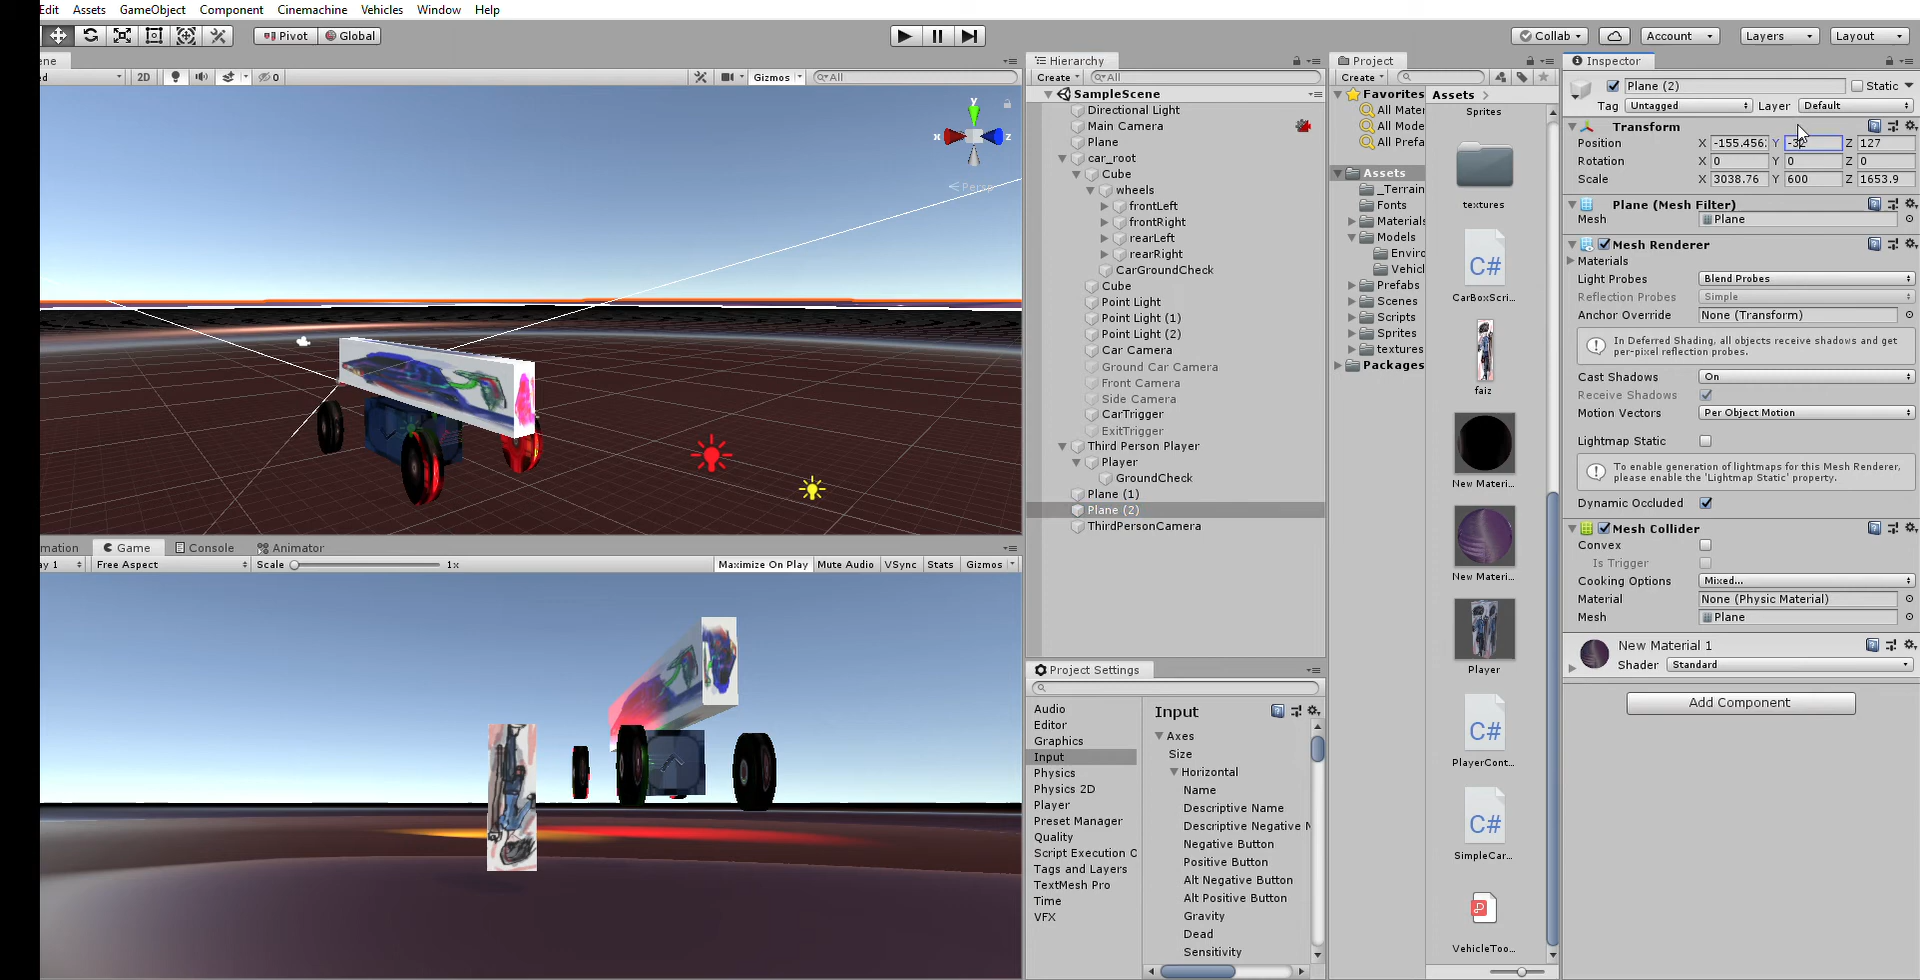 Edit Assets GameObject Component Cinemachine Vehicles Window Help
Pivot Global Collab Account Layers Layout
2D 0 Gizmos All
y
x z
Persp
Game Console Animator
Free Aspect Scale 1x Maximize On Play Mute Audio VSync Stats Gizmos
Hierarchy
Create All
SampleScene
Directional Light
Main Camera
Plane
car_root
Cube
wheels
frontLeft
frontRight
rearLeft
rearRight
CarGroundCheck
Cube
Point Light
Point Light (1)
Point Light (2)
Car Camera
Ground Car Camera
Front Camera
Side Camera
CarTrigger
ExitTrigger
Third Person Player
Player
GroundCheck
Plane (1)
Plane (2)
ThirdPersonCamera
Project Settings
Audio
Editor
Graphics
Input
Physics
Physics 2D
Player
Preset Manager
Quality
Script Execution O
Tags and Layers
TextMesh Pro
Time
VFX
Input
Axes
Size
Horizontal
Name
Descriptive Name
Descriptive Negative N
Negative Button
Positive Button
Alt Negative Button
Alt Positive Button
Gravity
Dead
Sensitivity
Project
Create
Favorites
All Mater
All Mode
All Prefa
Assets
_Terrain
Fonts
Materials
Models
Enviro
Vehicl
Prefabs
Scenes
Scripts
Sprites
textures
Packages
Assets
Sprites
textures
C#
CarBoxScri...
faiz
New Materi...
New Materi...
Player
C#
PlayerCont...
C#
SimpleCar...
VehicleToo...
Inspector
Plane (2) Static
Tag Untagged Layer Default
Transform
Position X -155.456 Y Z 127
Rotation X 0 Y 0 Z 0
Scale X 3038.76 Y 600 Z 1653.9
Plane (Mesh Filter)
Mesh Plane
Mesh Renderer
Materials
Light Probes Blend Probes
Reflection Probes Simple
Anchor Override None (Transform)
In Deferred Shading, all objects receive shadows and get
per-pixel reflection probes.
Cast Shadows On
Receive Shadows
Motion Vectors Per Object Motion
Lightmap Static
To enable generation of lightmaps for this Mesh Renderer,
please enable the 'Lightmap Static' property.
Dynamic Occluded
Mesh Collider
Convex
Is Trigger
Cooking Options Mixed...
Material None (Physic Material)
Mesh Plane
New Material 1
Shader Standard
Add Component